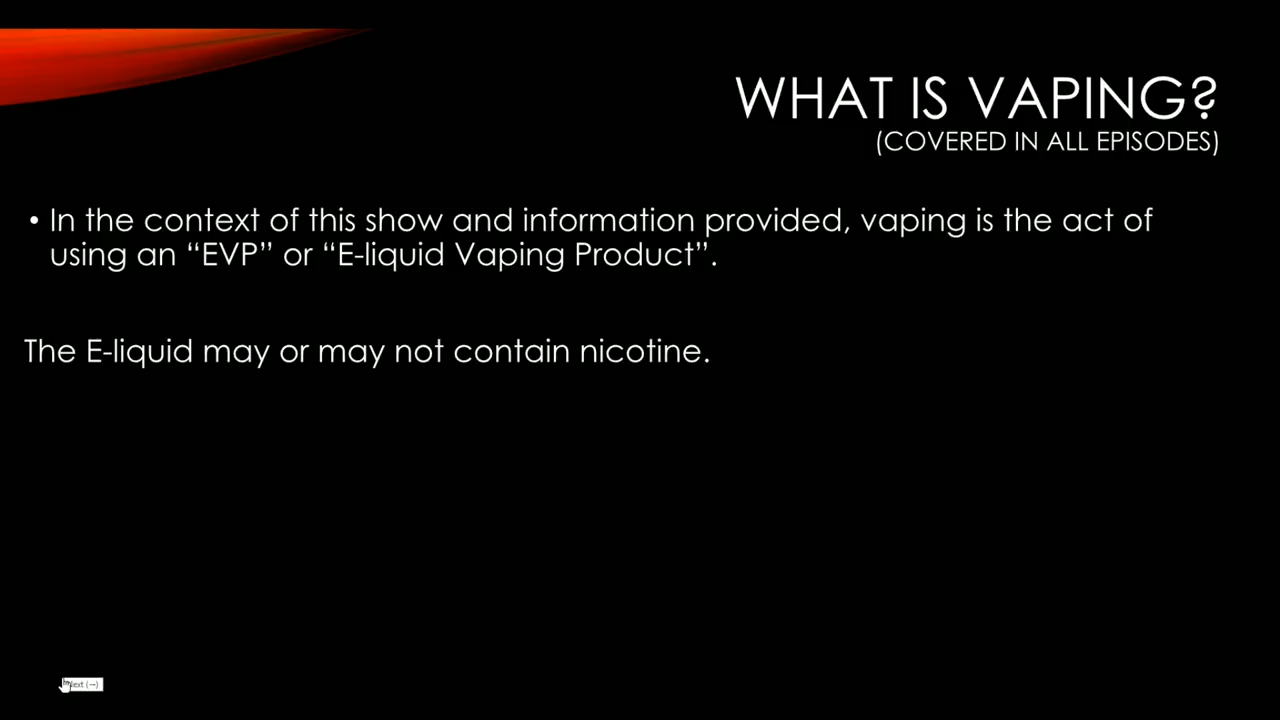 WHAT IS VAPING?
(COVERED IN ALL EPISODES)
• In the context of this show and information provided, vaping is the act of
using an “EVP” or “E-liquid Vaping Product”.
The E-liquid may or may not contain nicotine.
Next (→)